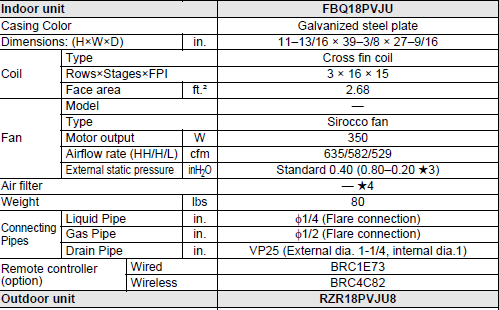 Indoor unit FBQ18PVJU
Casing Color Galvanized steel plate
Dimensions: (H×W×D) in. 11–13/16 × 39–3/8 × 27–9/16
Coil Type Cross fin coil
Rows×Stages×FPI 3 × 16 × 15
Face area ft.² 2.68
Fan Model —
Type Sirocco fan
Motor output W 350
Airflow rate (HH/H/L) cfm 635/582/529
External static pressure inH₂O Standard 0.40 (0.80–0.20 ★3)
Air filter — ★4
Weight lbs 80
Connecting Pipes Liquid Pipe in. ϕ1/4 (Flare connection)
Gas Pipe in. ϕ1/2 (Flare connection)
Drain Pipe in. VP25 (External dia. 1-1/4, internal dia.1)
Remote controller (option) Wired BRC1E73
Wireless BRC4C82
Outdoor unit RZR18PVJU8